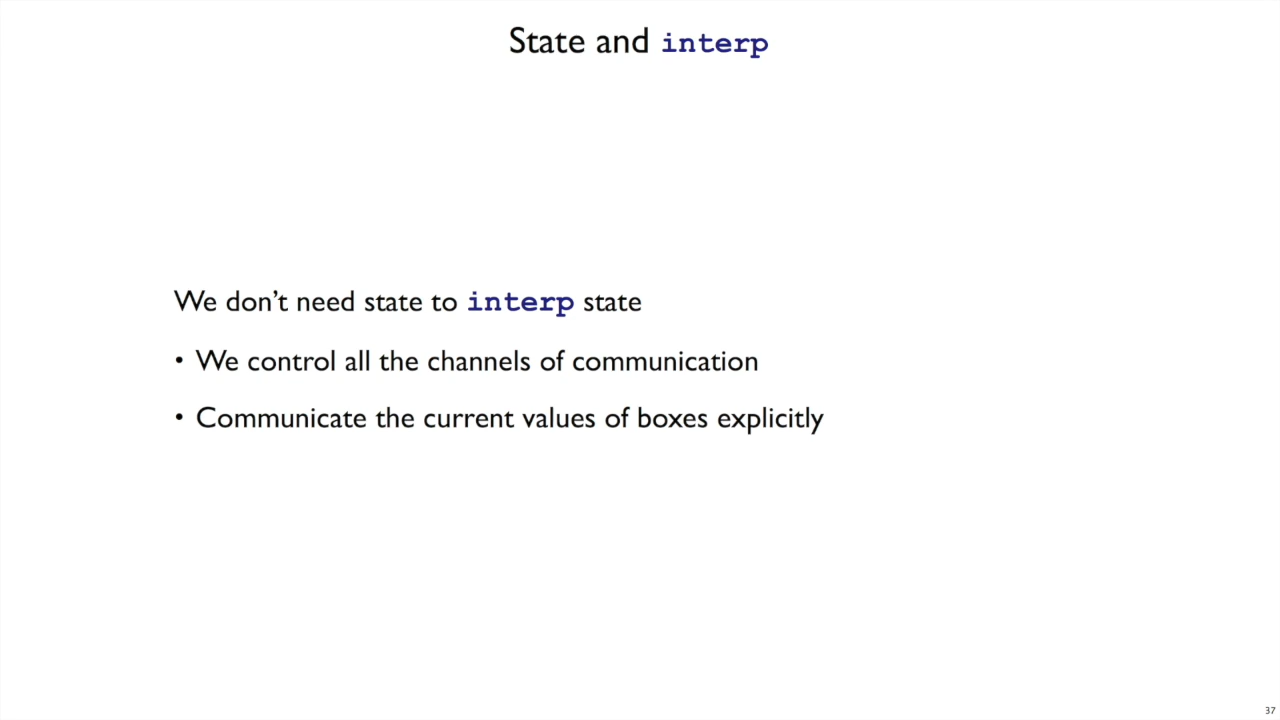 State and interp
We don’t need state to interp state
• We control all the channels of communication
• Communicate the current values of boxes explicitly
37